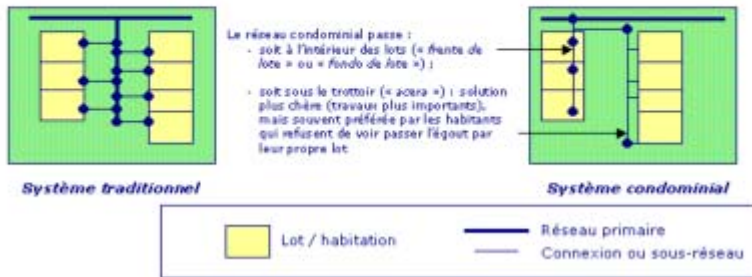 Le réseau condominial passe :
- soit à l'intérieur des lots (« frente de
lote » ou « fondo de lote ») ;
- soit sous le trottoir (« acera ») : solution
plus chère (travaux plus importants),
mais souvent préférée par les habitants
qui refusent de voir passer l'égout par
leur propre lot
Système traditionnel
Système condominial
Lot / habitation
Réseau primaire
Connexion ou sous-réseau